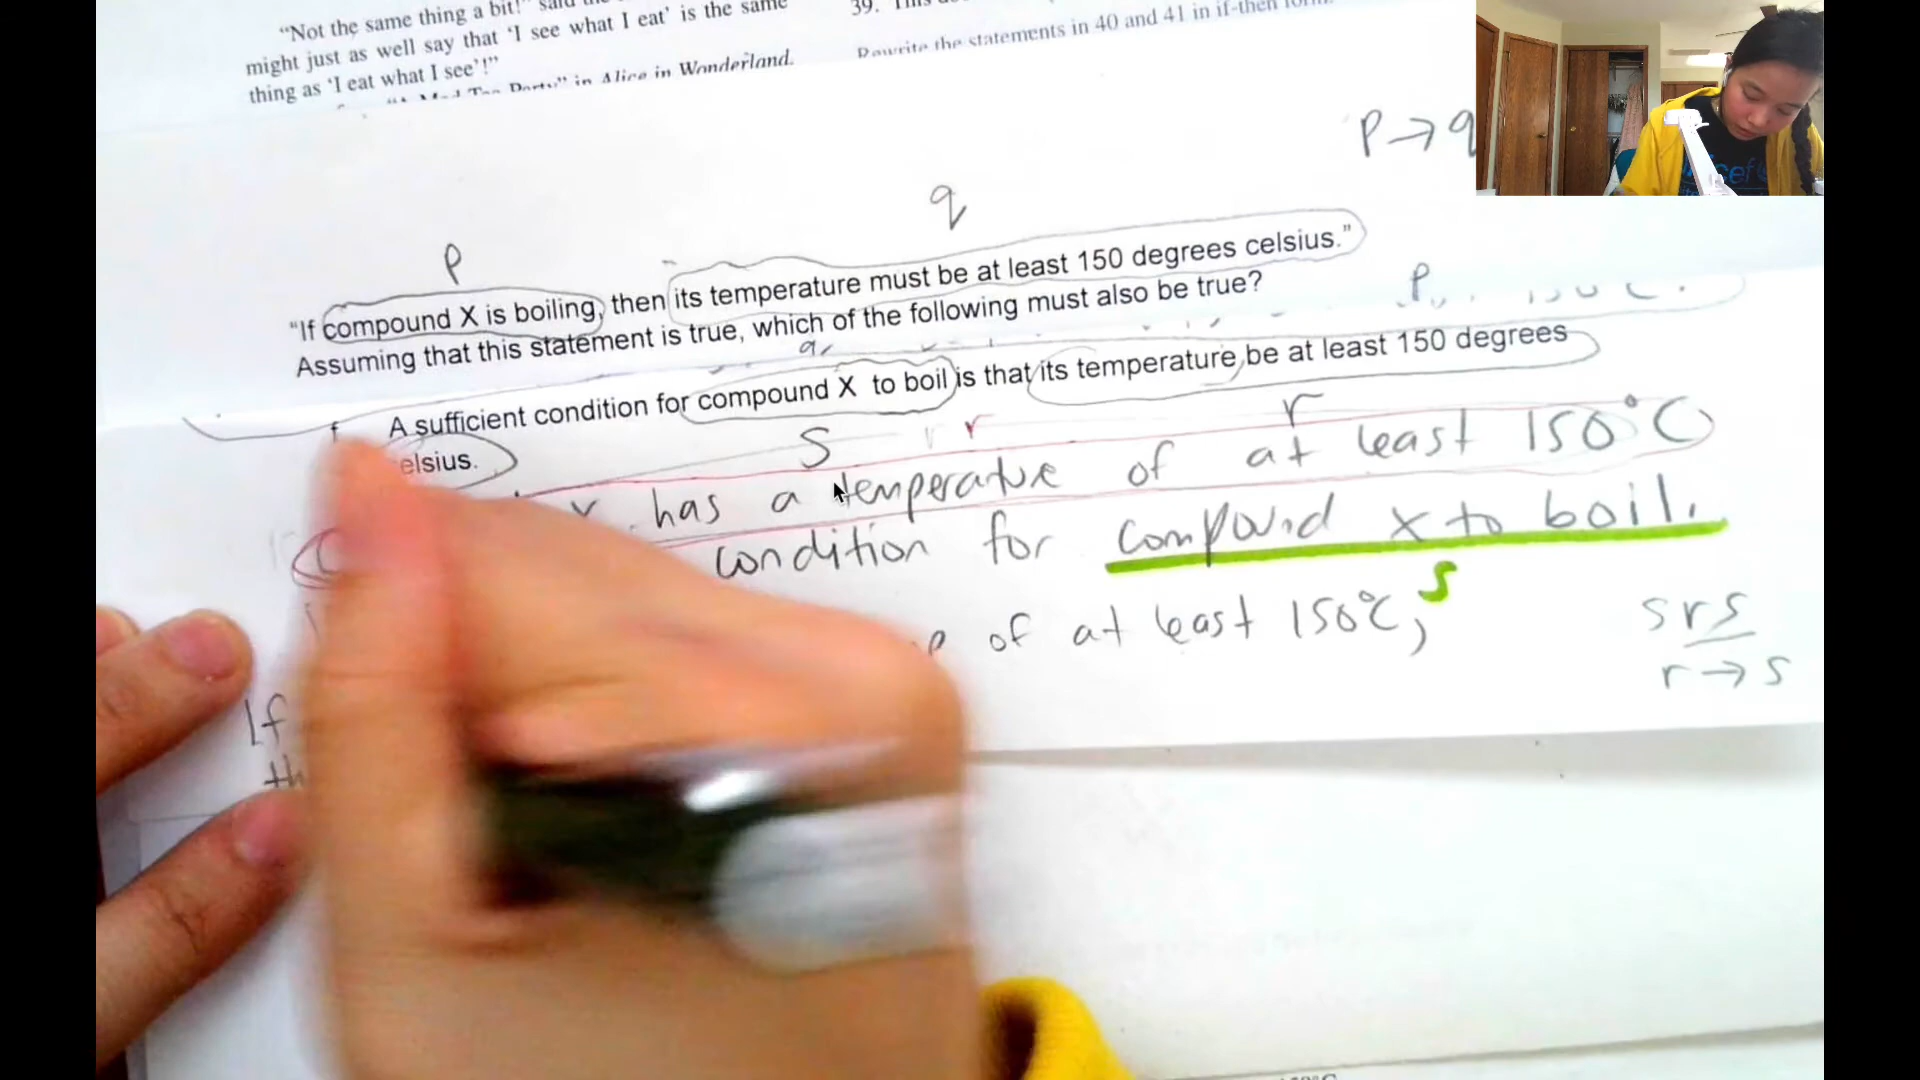 “Not the same thing a bit!” said the
might just as well say that ‘I see what I eat’ is the same
thing as ‘I eat what I see’!”
in Alice in Wonderland.
39.
Rewrite the statements in 40 and 41 in if-then form.
p → q
q
p
“If compound X is boiling, then its temperature must be at least 150 degrees celsius.”
Assuming that this statement is true, which of the following must also be true?
p
q
A sufficient condition for compound X to boil is that its temperature be at least 150 degrees
elsius.
s r r
has a temperature of at least 150°C
condition for compound x to boil.
s
of at least 150°C,
s r s
r → s
If
th